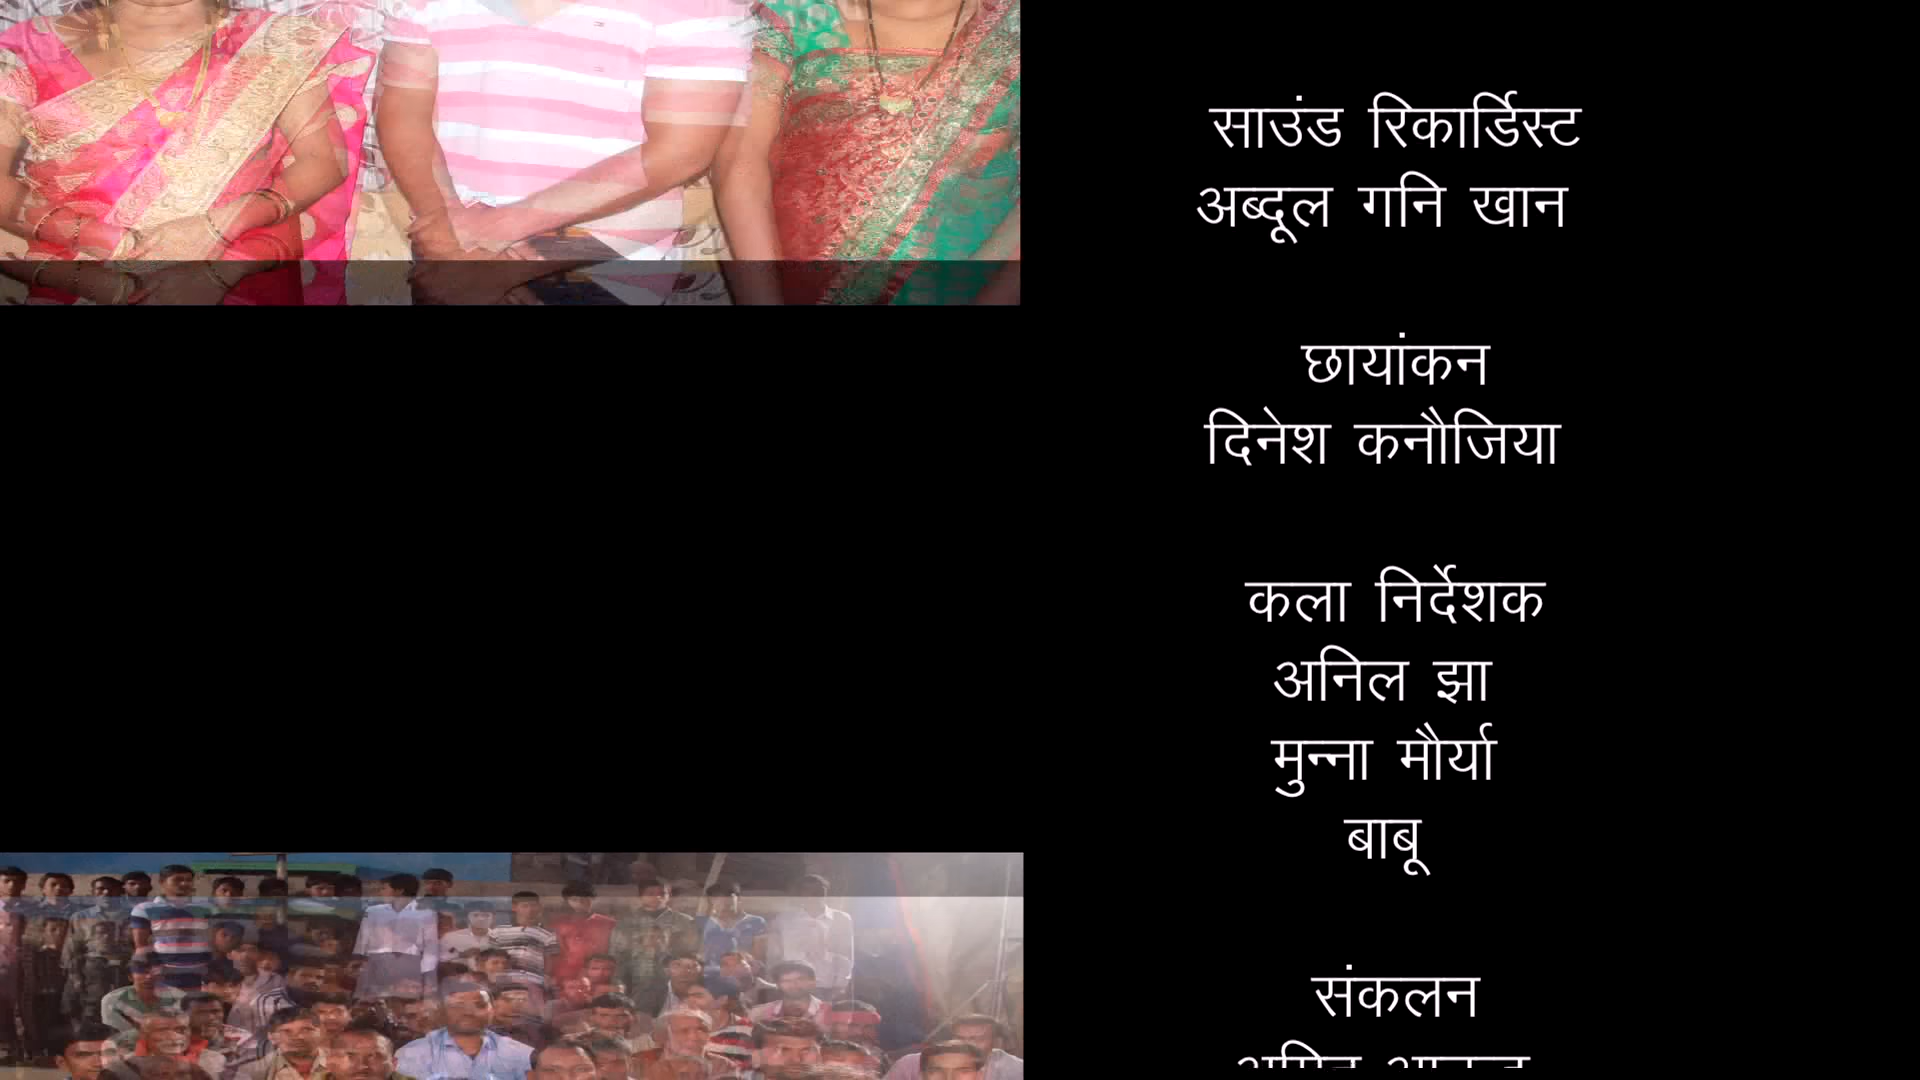 साउंड रिकार्डिस्ट
अब्दूल गनि खान
छायांकन
दिनेश कनौजिया
कला निर्देशक
अनिल झा
मुन्ना मौर्या
बाबू
संकलन